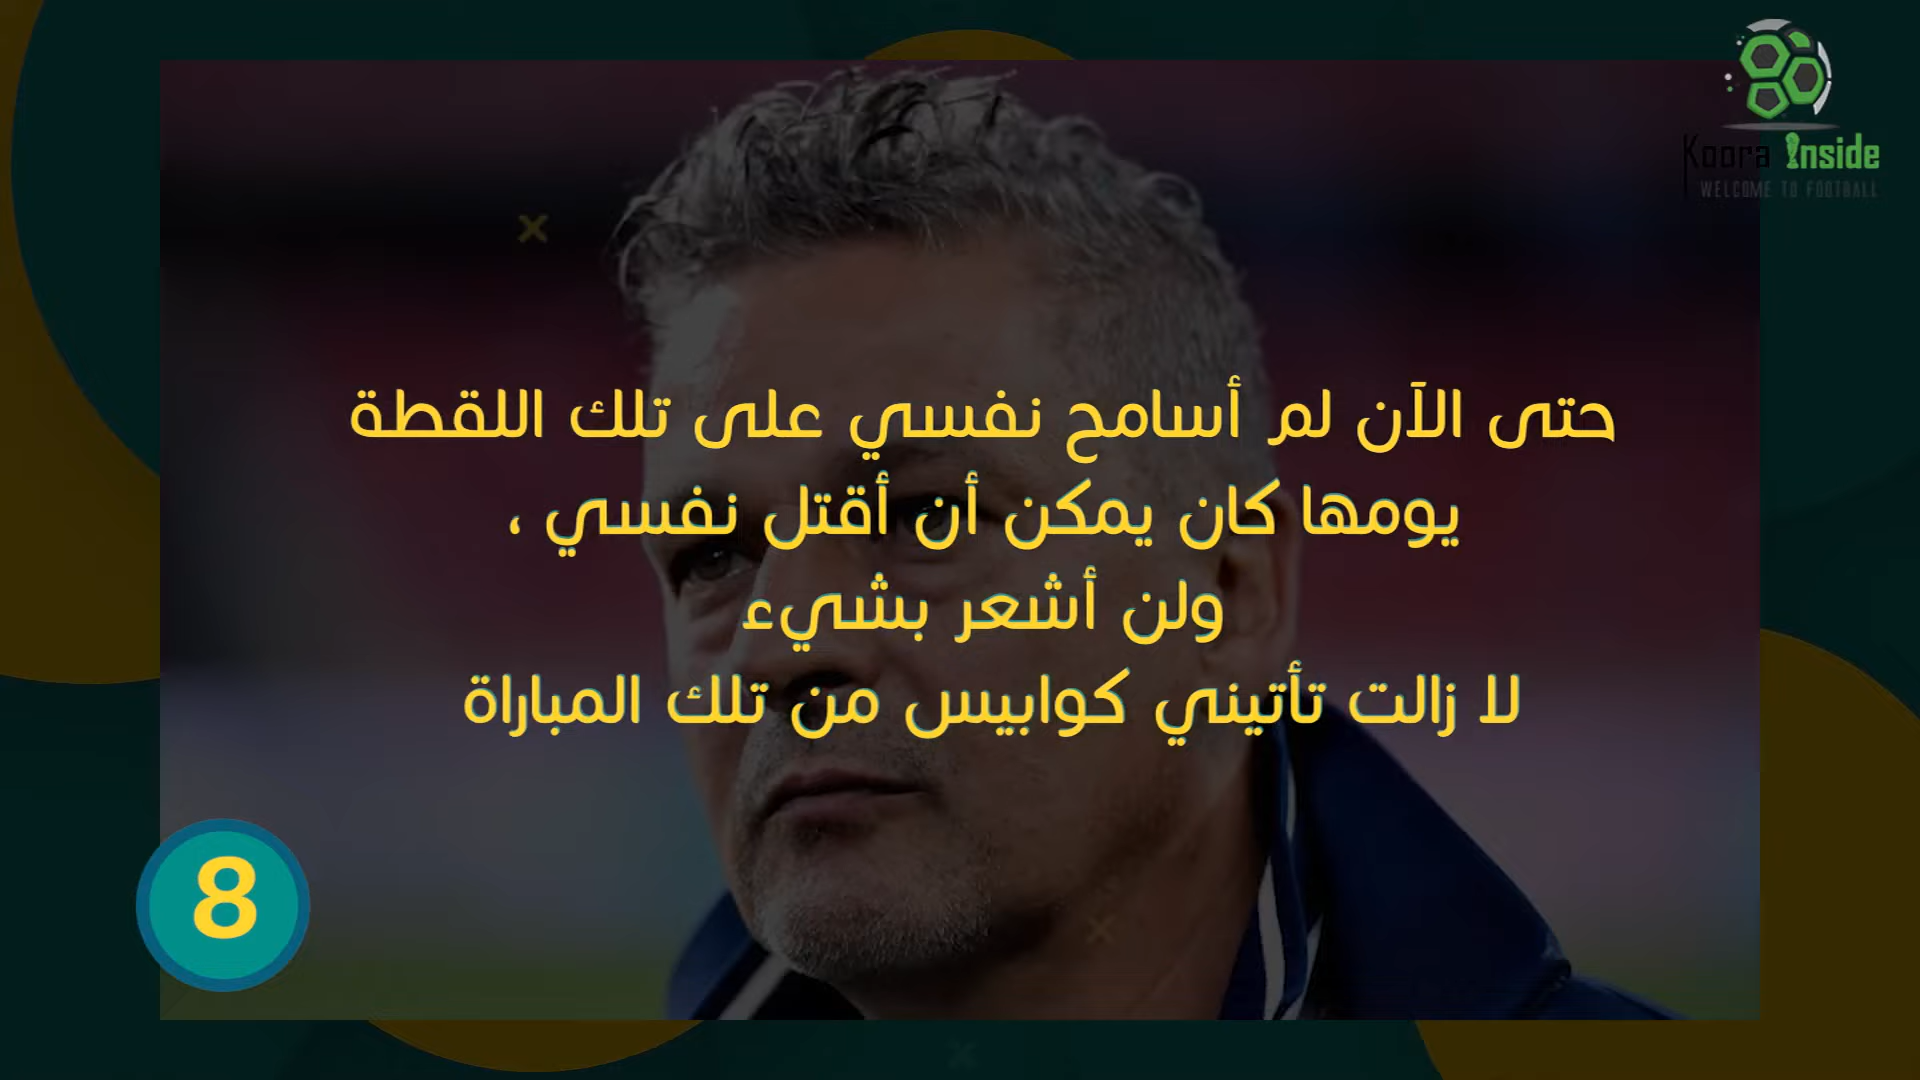 Koora Inside
WELCOME TO FOOTBALL
حتى الآن لم أسامح نفسي على تلك اللقطة
يومها كان يمكن أن أقتل نفسي ،
ولن أشعر بشيء
لا زالت تأتيني كوابيس من تلك المباراة
8